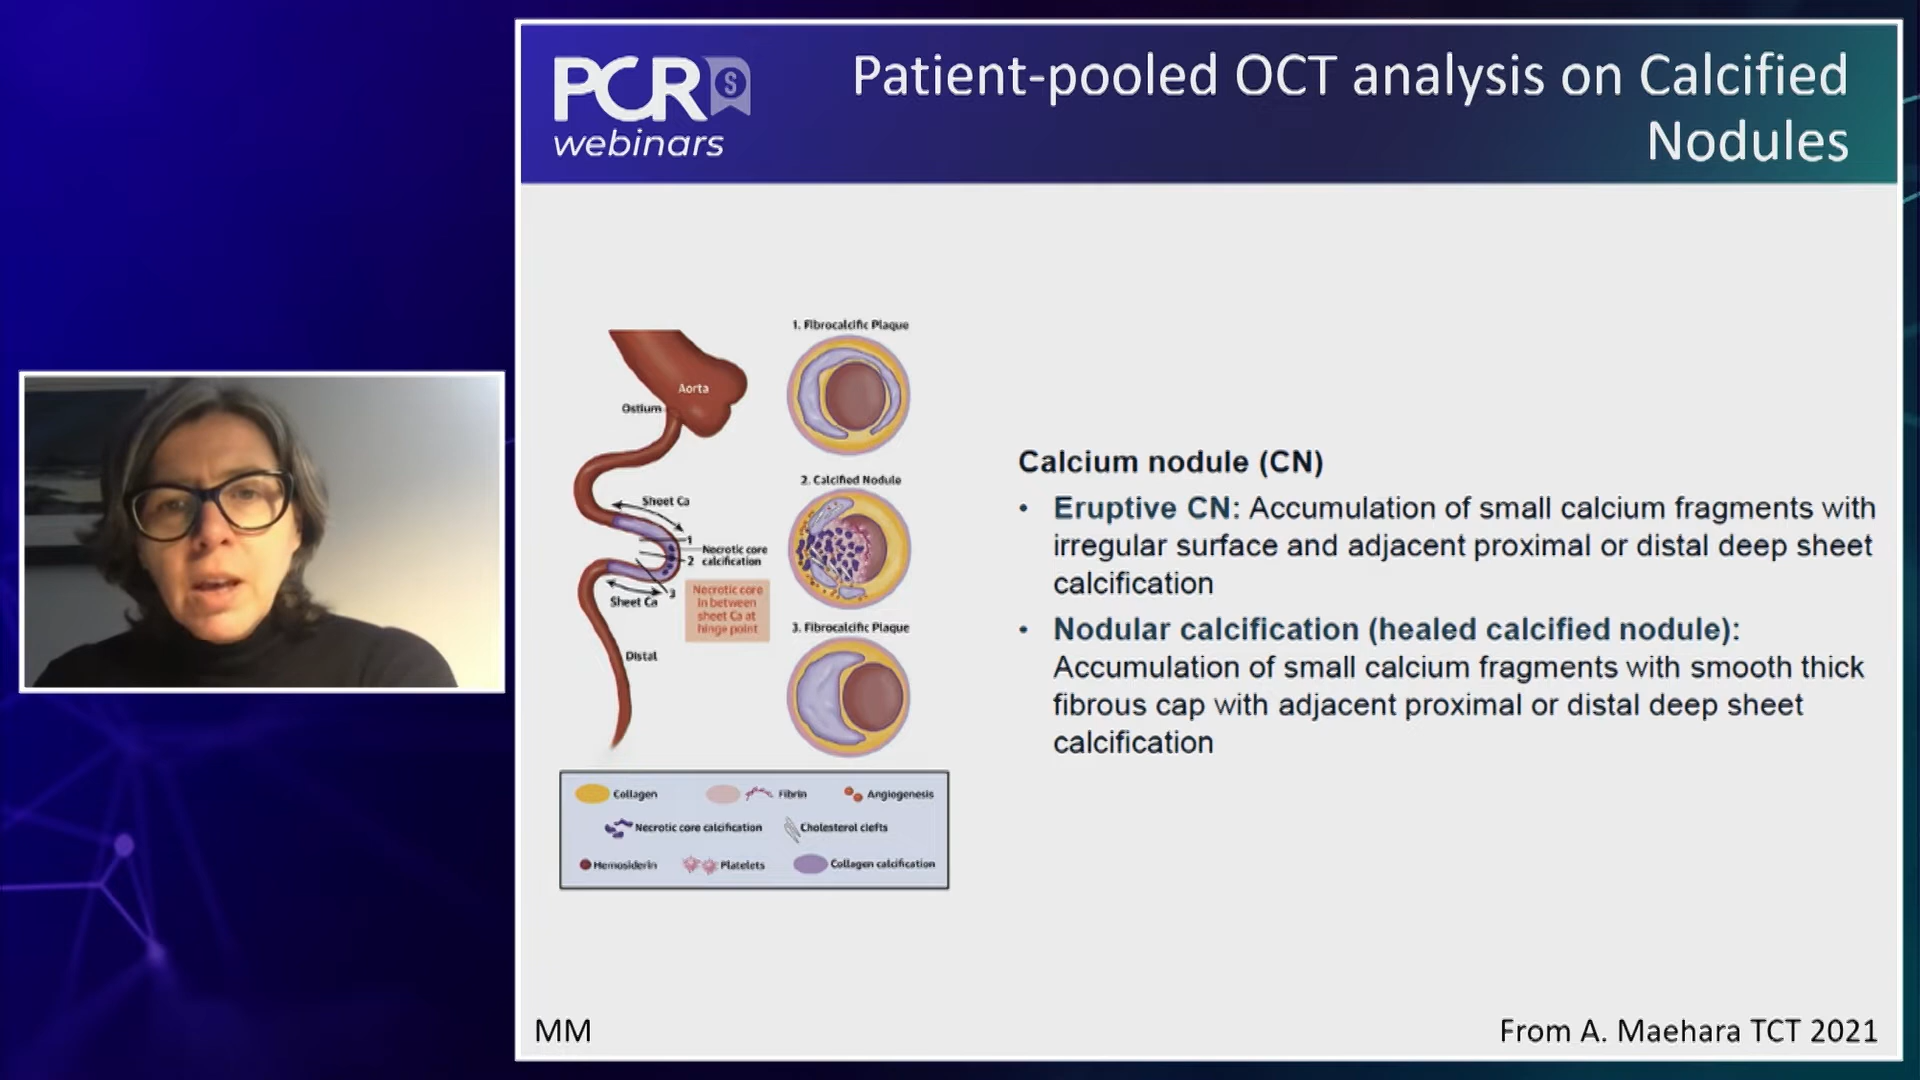 PCR S
webinars
Patient-pooled OCT analysis on Calcified
Nodules
1. Fibrocalcific Plaque
Aorta
Ostium
2. Calcified Nodule
Sheet Ca
1
Necrotic core
calcification
2
3
Sheet Ca
Necrotic core
in between
sheet Ca at
hinge point
3. Fibrocalcific Plaque
Distal
Collagen
Fibrin
Angiogenesis
Necrotic core calcification
Cholesterol clefts
Hemosiderin
Platelets
Collagen calcification
Calcium nodule (CN)
• Eruptive CN: Accumulation of small calcium fragments with
irregular surface and adjacent proximal or distal deep sheet
calcification
• Nodular calcification (healed calcified nodule):
Accumulation of small calcium fragments with smooth thick
fibrous cap with adjacent proximal or distal deep sheet
calcification
MM
From A. Maehara TCT 2021